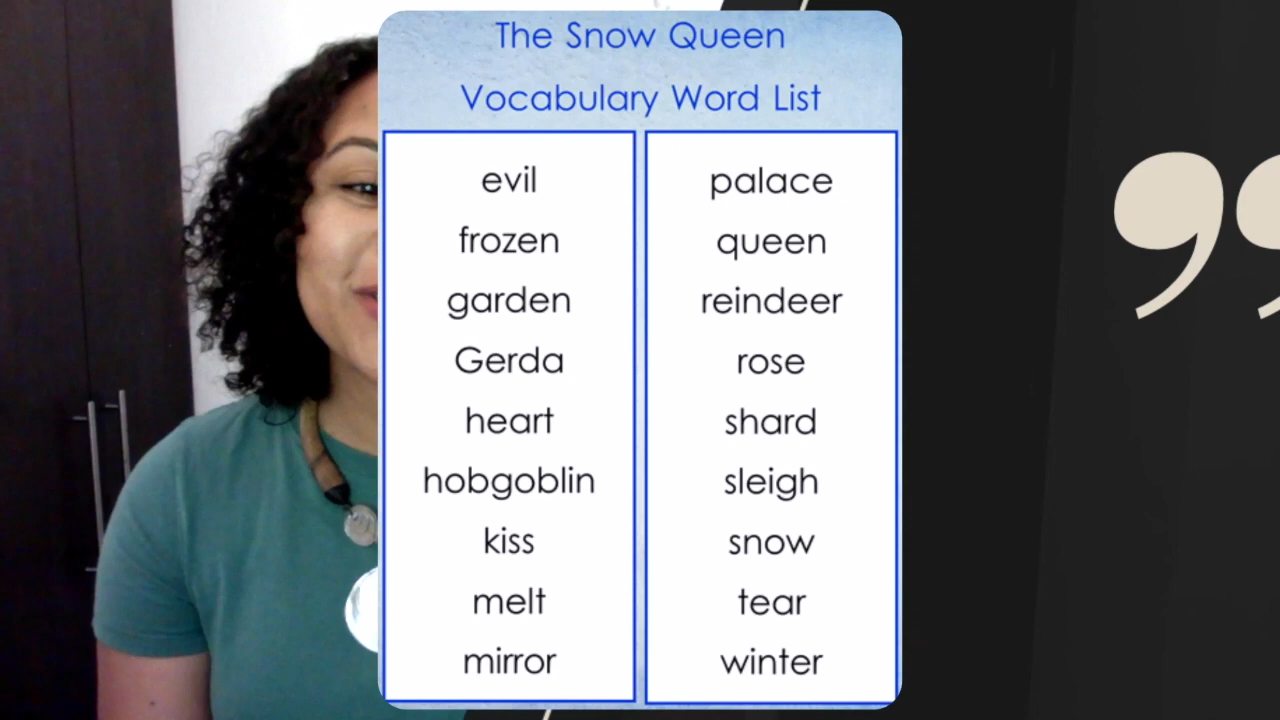 The Snow Queen
Vocabulary Word List
evil
frozen
garden
Gerda
heart
hobgoblin
kiss
melt
mirror
palace
queen
reindeer
rose
shard
sleigh
snow
tear
winter